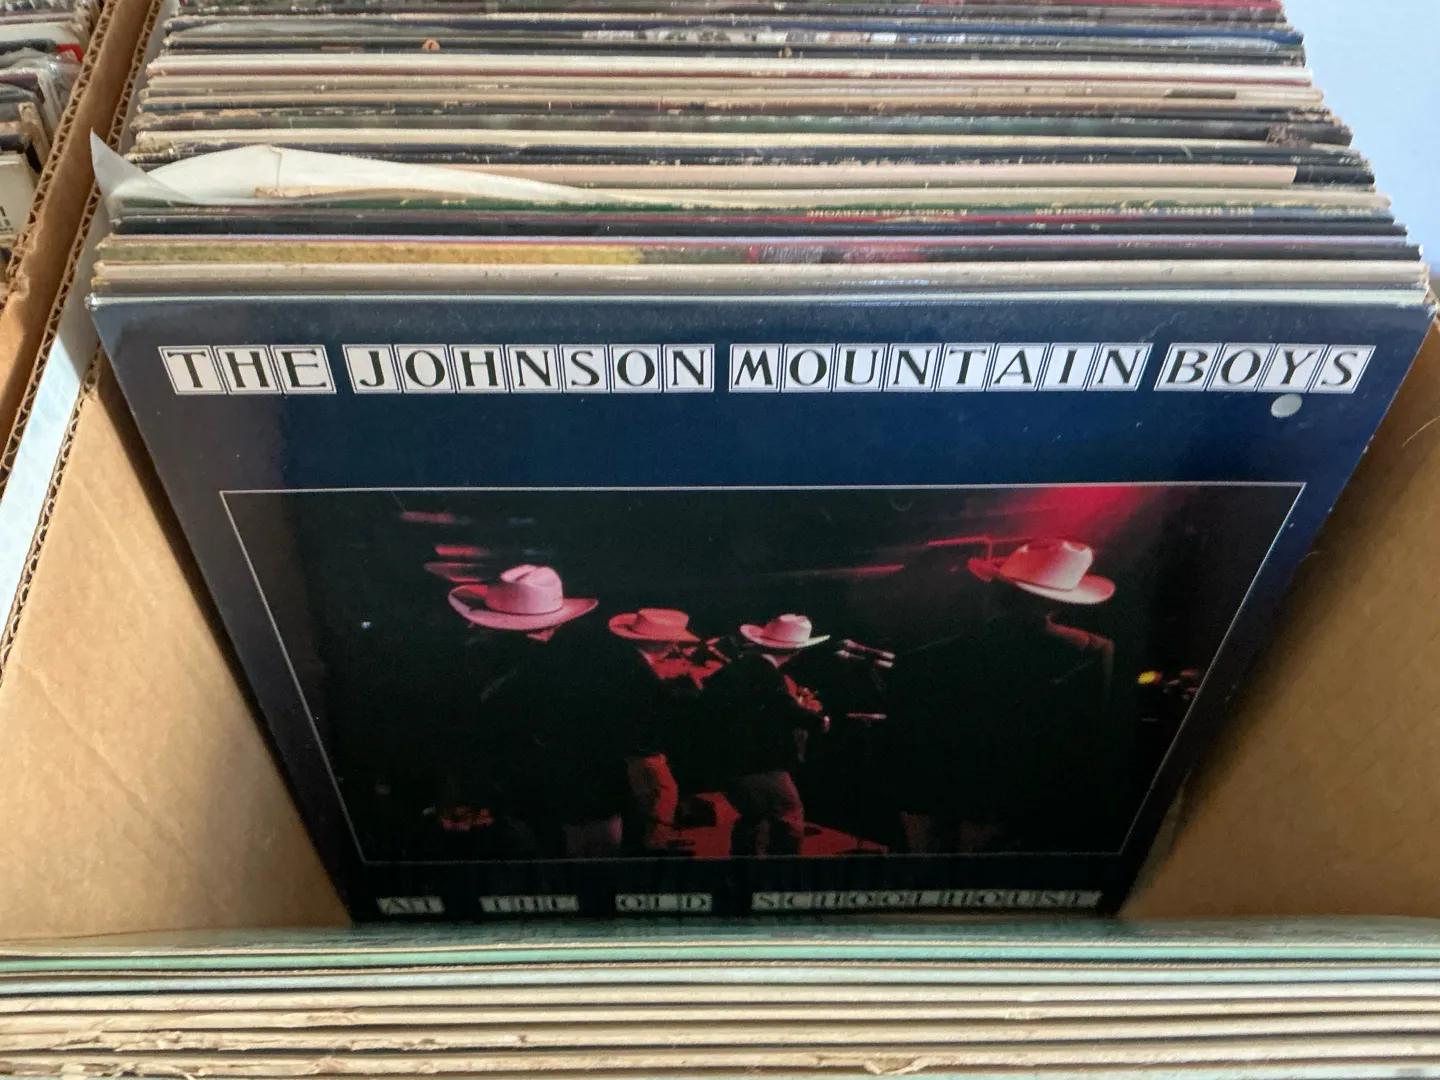 THE JOHNSON MOUNTAIN BOYS
AT THE OLD SCHOOLHOUSE